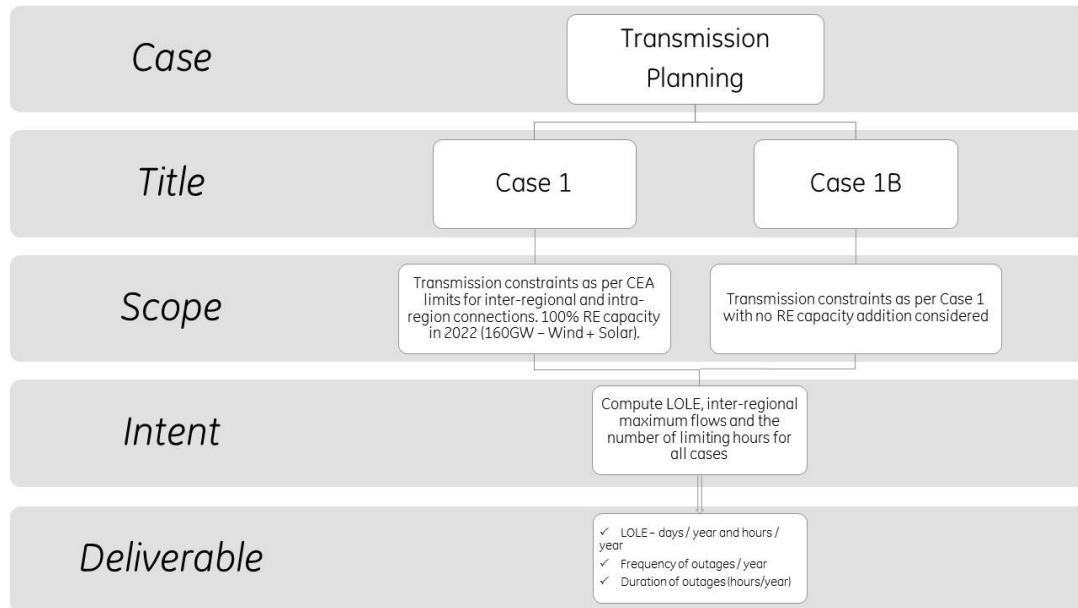 Case
Transmission
Planning
Title
Case 1
Case 1B
Scope
Transmission constraints as per CEA
limits for inter-regional and intra-
region connections. 100% RE capacity
in 2022 (160GW – Wind + Solar).
Transmission constraints as per Case 1
with no RE capacity addition considered
Intent
Compute LOLE, inter-regional
maximum flows and the
number of limiting hours for
all cases
Deliverable
✓ LOLE – days / year and hours /
year
✓ Frequency of outages / year
✓ Duration of outages (hours/year)